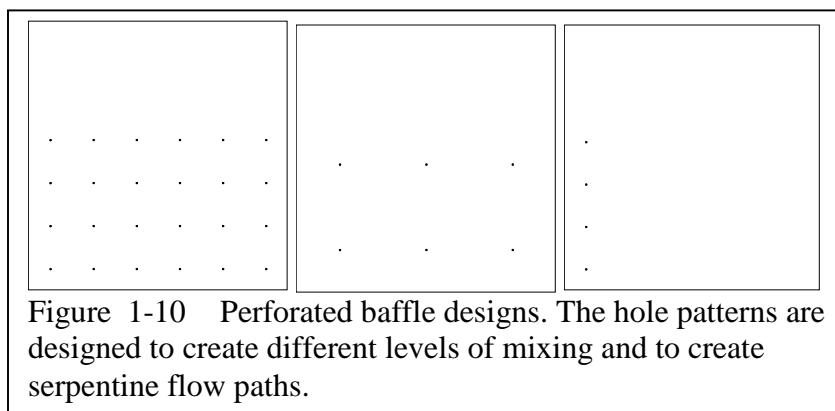 Figure 1-10 Perforated baffle designs. The hole patterns are
designed to create different levels of mixing and to create
serpentine flow paths.